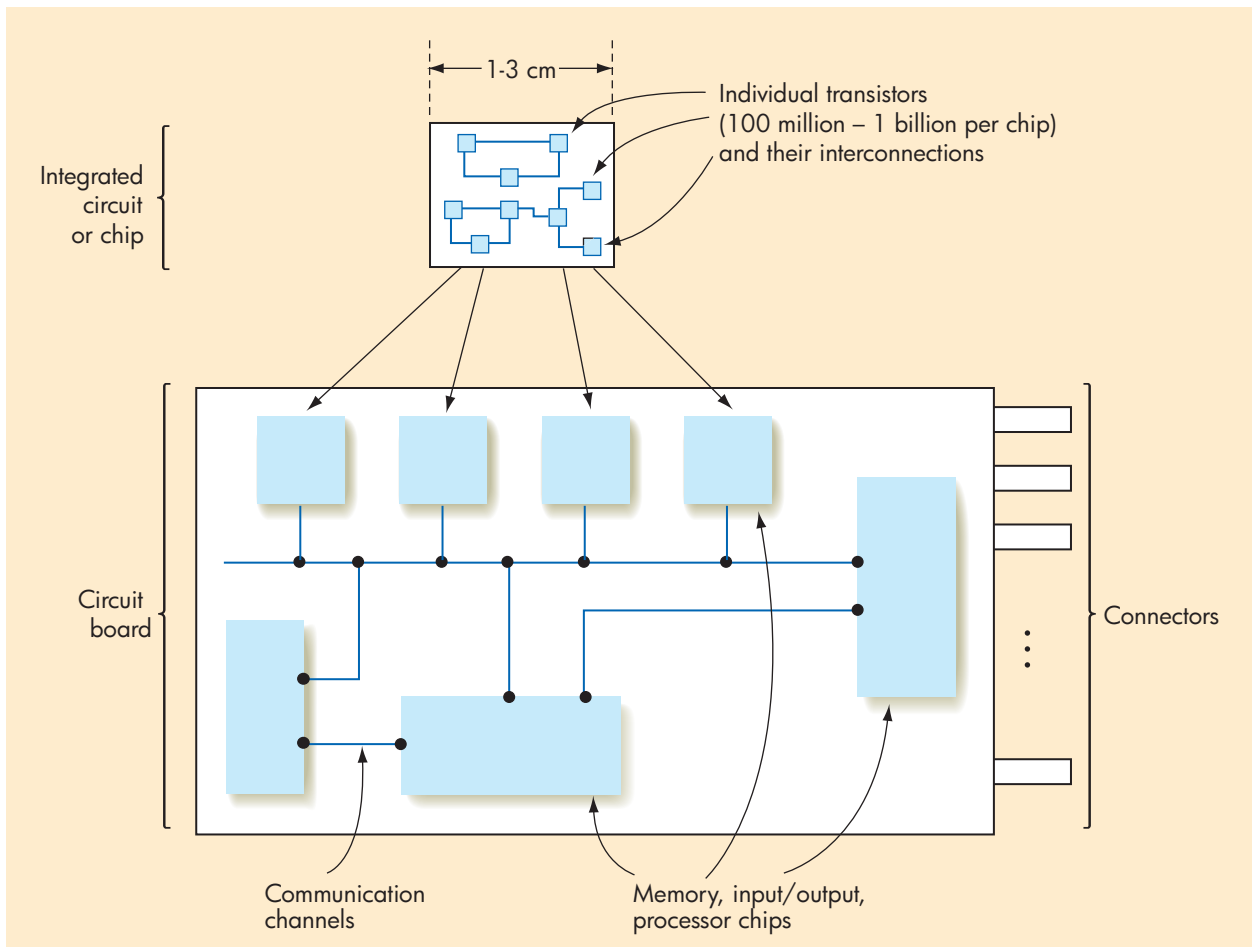 1-3 cm
Individual transistors
(100 million – 1 billion per chip)
and their interconnections
Integrated
circuit
or chip
Circuit
board
Connectors
Communication
channels
Memory, input/output,
processor chips